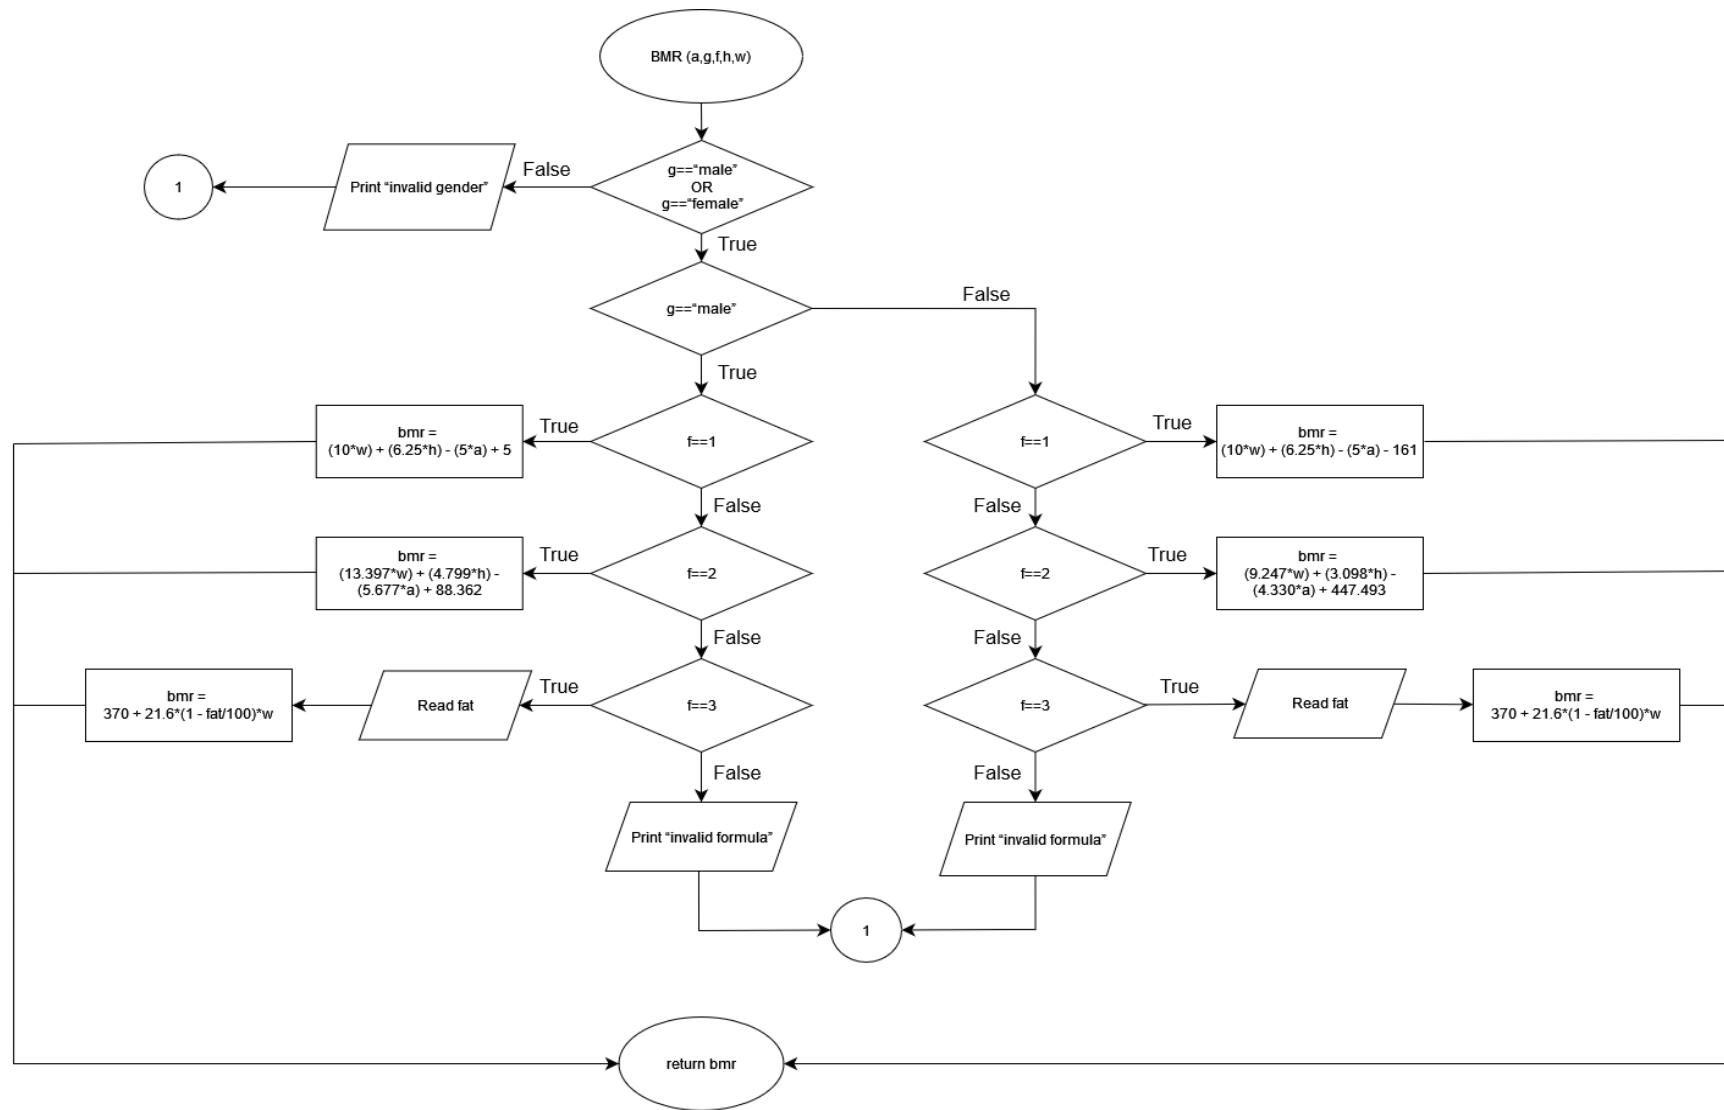 BMR (a,g,f,h,w)
g==“male”
OR
g==“female”
False
Print “invalid gender”
1
True
g==“male”
False
True
f==1
True
bmr =
(10*w) + (6.25*h) - (5*a) + 5
f==1
True
bmr =
(10*w) + (6.25*h) - (5*a) - 161
False
False
f==2
True
bmr =
(13.397*w) + (4.799*h) -
(5.677*a) + 88.362
f==2
True
bmr =
(9.247*w) + (3.098*h) -
(4.330*a) + 447.493
False
False
f==3
True
Read fat
bmr =
370 + 21.6*(1 - fat/100)*w
f==3
True
Read fat
bmr =
370 + 21.6*(1 - fat/100)*w
False
False
Print “invalid formula”
Print “invalid formula”
1
return bmr